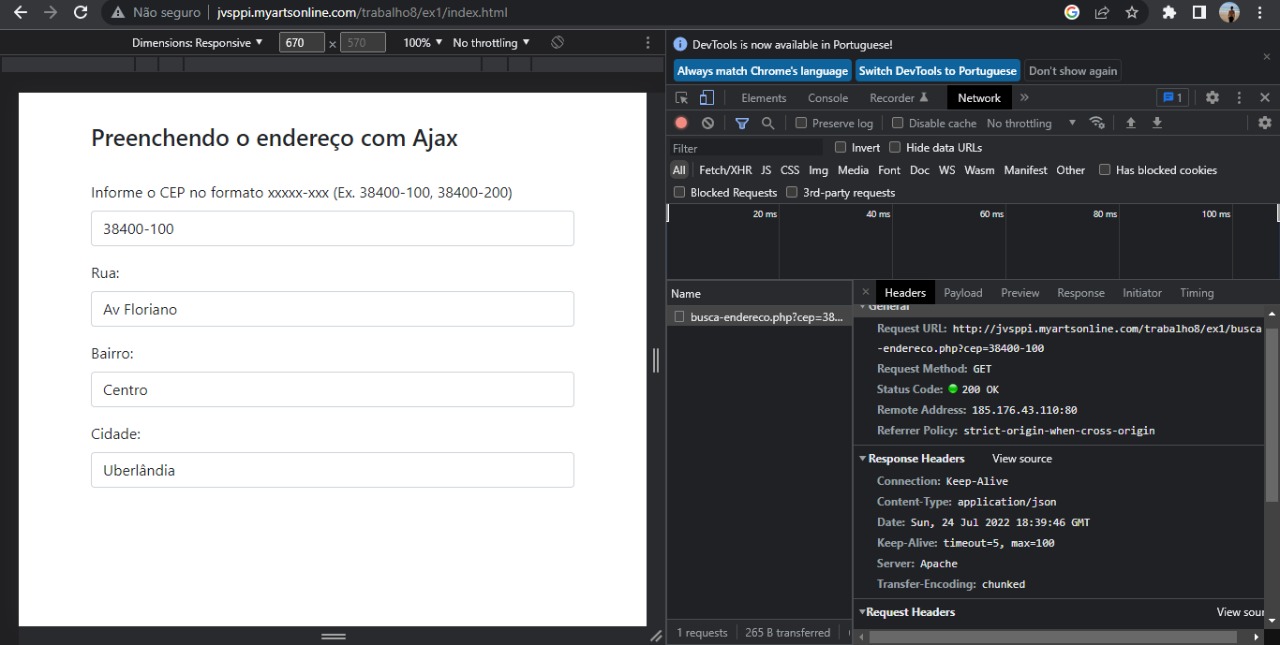 Não seguro jvsppi.myartsonline.com/trabalho8/ex1/index.html
Dimensions: Responsive 670 × 570 100% No throttling
DevTools is now available in Portuguese!
Always match Chrome's language Switch DevTools to Portuguese Don't show again
Elements Console Recorder Network » 1
Preserve log Disable cache No throttling
Filter Invert Hide data URLs
All Fetch/XHR JS CSS Img Media Font Doc WS Wasm Manifest Other Has blocked cookies
Blocked Requests 3rd-party requests
20 ms 40 ms 60 ms 80 ms 100 ms
Preenchendo o endereço com Ajax
Informe o CEP no formato xxxxx-xxx (Ex. 38400-100, 38400-200)
38400-100
Rua:
Av Floriano
Bairro:
Centro
Cidade:
Uberlândia
Name
busca-endereco.php?cep=38...
1 requests 265 B transferred
Headers Payload Preview Response Initiator Timing
General
Request URL: http://jvsppi.myartsonline.com/trabalho8/ex1/busca
-endereco.php?cep=38400-100
Request Method: GET
Status Code: 200 OK
Remote Address: 185.176.43.110:80
Referrer Policy: strict-origin-when-cross-origin
Response Headers View source
Connection: Keep-Alive
Content-Type: application/json
Date: Sun, 24 Jul 2022 18:39:46 GMT
Keep-Alive: timeout=5, max=100
Server: Apache
Transfer-Encoding: chunked
Request Headers View sour